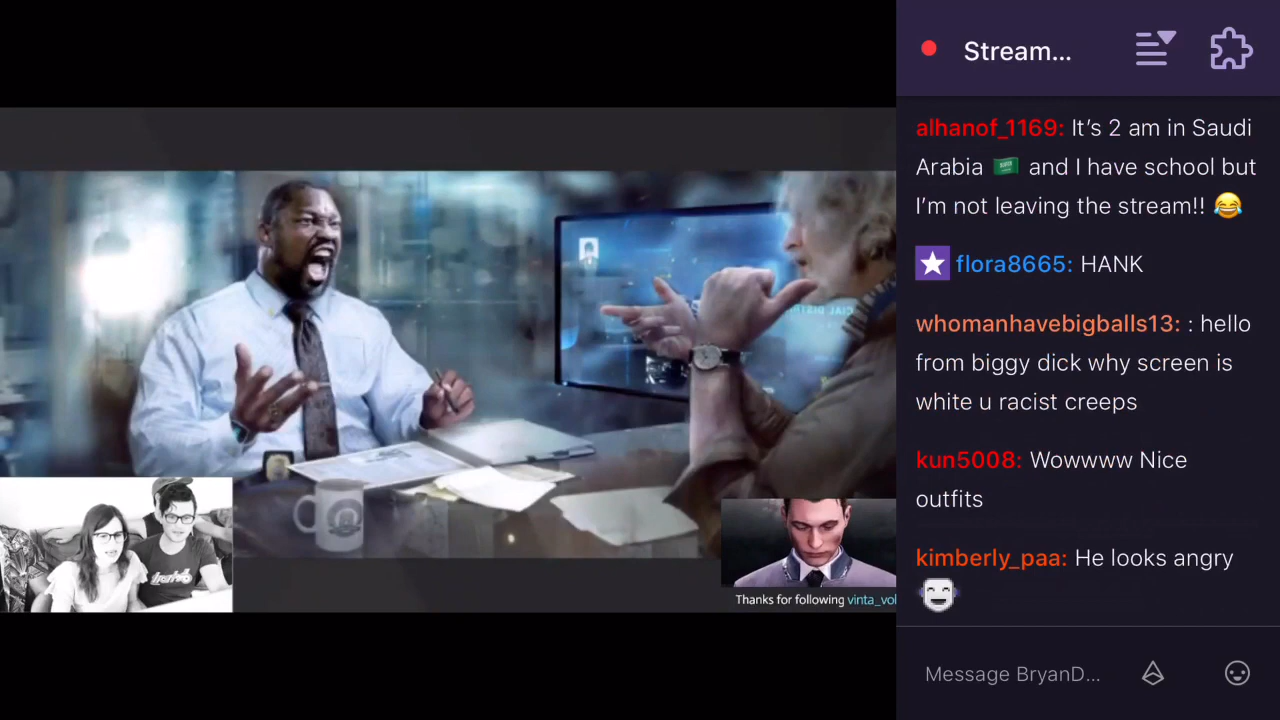 Stream...
alhanof_1169: It's 2 am in Saudi
Arabia 🇸🇦 and I have school but
I'm not leaving the stream!! 😂
flora8665: HANK
whomanhavebigballs13: : hello
from biggy dick why screen is
white u racist creeps
kun5008: Wowwww Nice
outfits
kimberly_paa: He looks angry
Thanks for following vinta_vol
Message BryanD...